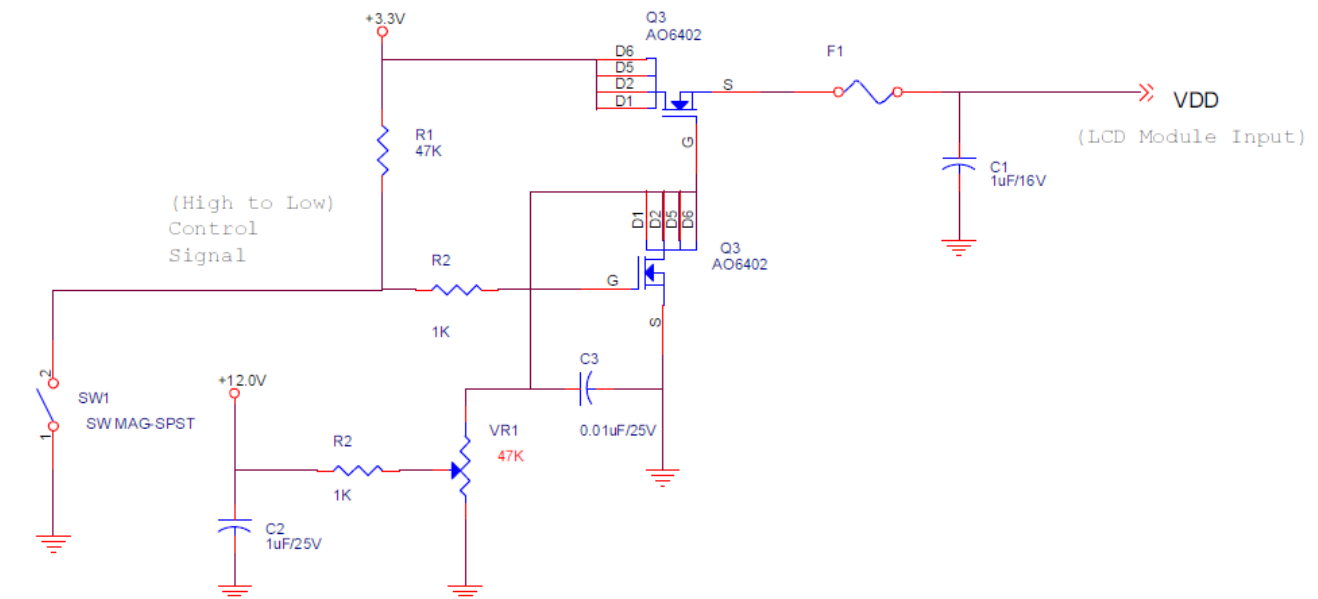 +3.3V
Q3
AO6402
D6
D5
D2
D1
S
G
F1
VDD
(LCD Module Input)
C1
1uF/16V
R1
47K
(High to Low)
Control
Signal
D1
D2
D5
D6
Q3
AO6402
R2
1K
G
S
2
SW1
SW MAG-SPST
1
+12.0V
C3
0.01uF/25V
R2
1K
VR1
47K
C2
1uF/25V